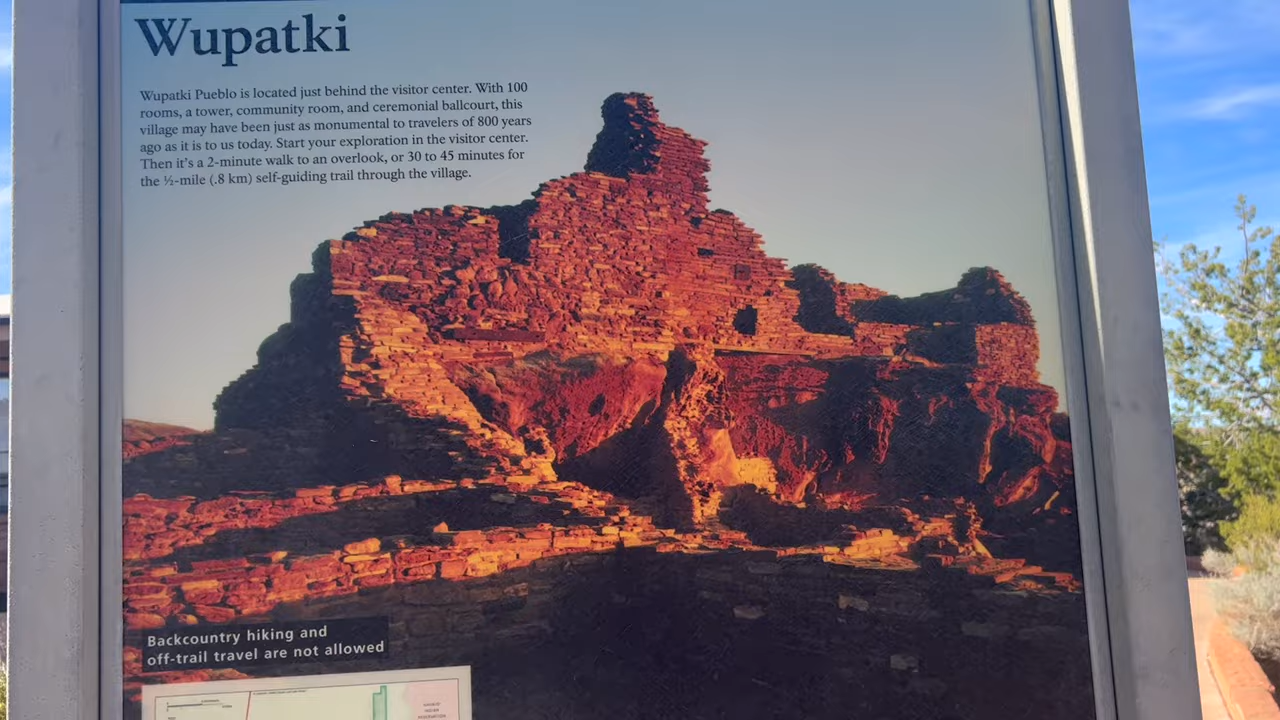 Wupatki
Wupatki Pueblo is located just behind the visitor center. With 100
rooms, a tower, community room, and ceremonial ballcourt, this
village may have been just as monumental to travelers of 800 years
ago as it is to us today. Start your exploration in the visitor center.
Then it's a 2-minute walk to an overlook, or 30 to 45 minutes for
the ½-mile (.8 km) self-guiding trail through the village.
Backcountry hiking and
off-trail travel are not allowed